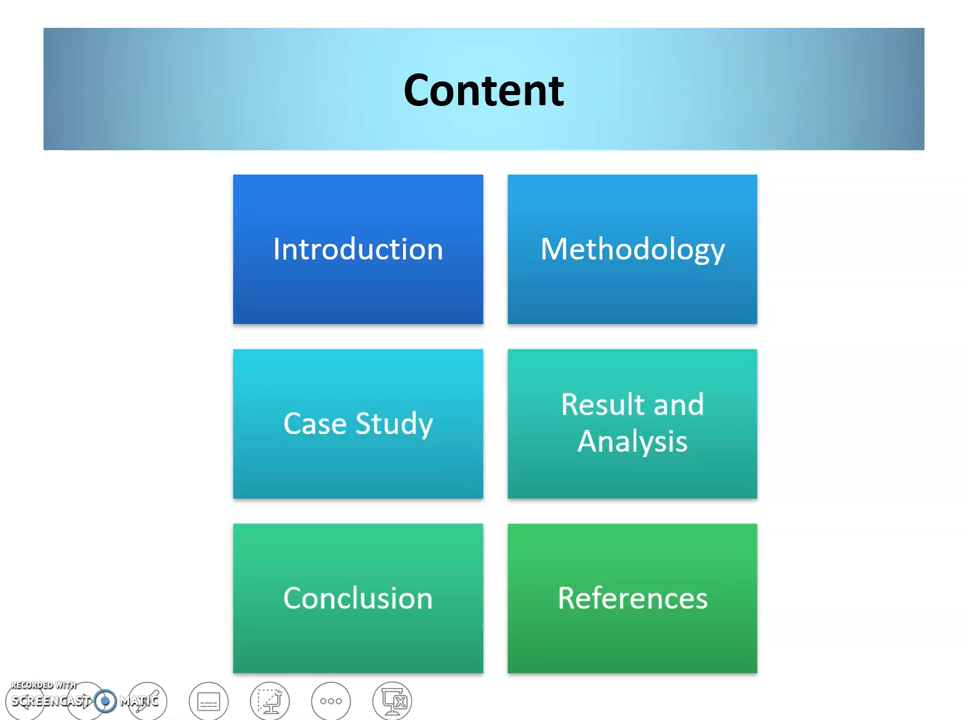 Content
Introduction
Methodology
Case Study
Result and
Analysis
Conclusion
References
RECORDED WITH
SCREENCAST MATIC